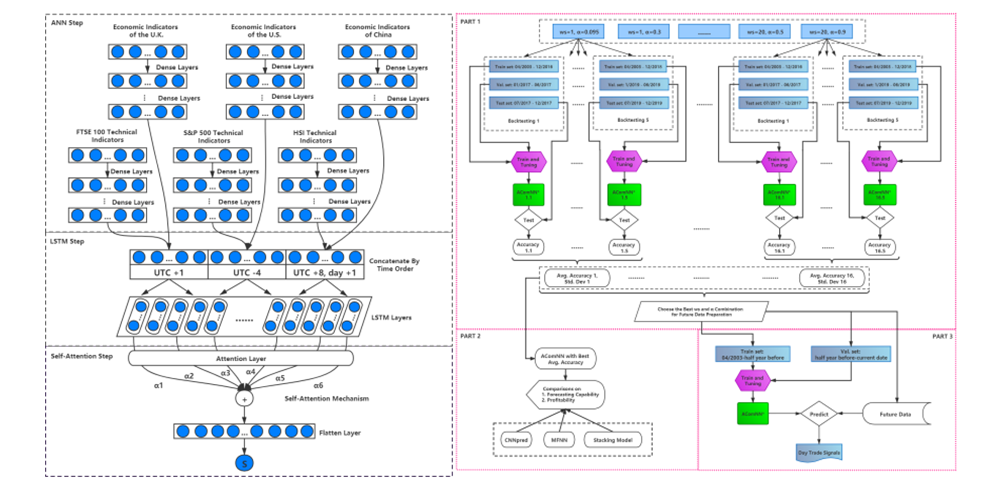 ANN Step
Economic Indicators
of the U.K.
Economic Indicators
of the U.S.
Economic Indicators
of China
Dense Layers
Dense Layers
Dense Layers
Dense Layers
Dense Layers
Dense Layers
FTSE 100 Technical
Indicators
S&P 500 Technical
Indicators
HSI Technical
Indicators
Dense Layers
Dense Layers
Dense Layers
Dense Layers
Dense Layers
Dense Layers
LSTM Step
Concatenate By
Time Order
UTC +1
UTC -4
UTC +8, day +1
LSTM Layers
Self-Attention Step
Attention Layer
α1
α2
α3
α4
α5
α6
+
Self-Attention Mechanism
Flatten Layer
S
PART 1
ws=1, α=0.095
ws=1, α=0.3
ws=20, α=0.5
ws=20, α=0.9
Train set: 04/2003 - 12/2016
Val. set: 01/2017 - 06/2017
Test set: 07/2017 - 12/2017
Backtesting 1
Train set: 04/2003 - 12/2018
Val. set: 1/2019 - 06/2019
Test set: 07/2019 - 12/2019
Backtesting 5
Train set: 04/2003 - 12/2016
Val. set: 01/2017 - 06/2017
Test set: 07/2017 - 12/2017
Backtesting 1
Train set: 04/2003 - 12/2018
Val. set: 1/2019 - 06/2019
Test set: 07/2019 - 12/2019
Backtesting 5
Train and
Tuning
Train and
Tuning
Train and
Tuning
Train and
Tuning
AComNN'
1.1
AComNN'
1.5
AComNN'
16.1
AComNN'
16.5
Test
Test
Test
Test
Accuracy
1.1
Accuracy
1.5
Accuracy
16.1
Accuracy
16.5
Avg. Accuracy 1,
Std. Dev 1
Avg. Accuracy 16,
Std. Dev 16
Choose the Best ws and α Combination
for Future Data Preparation
PART 2
AComNN with Best
Avg. Accuracy
Comparisons on
1. Forecasting Capability
2. Profitability
CNNpred
MFNN
Stacking Model
PART 3
Train set:
04/2003-half year before
Val. set:
half year before-current date
Train and
Tuning
AComNN'
Predict
Future Data
Day Trade Signals